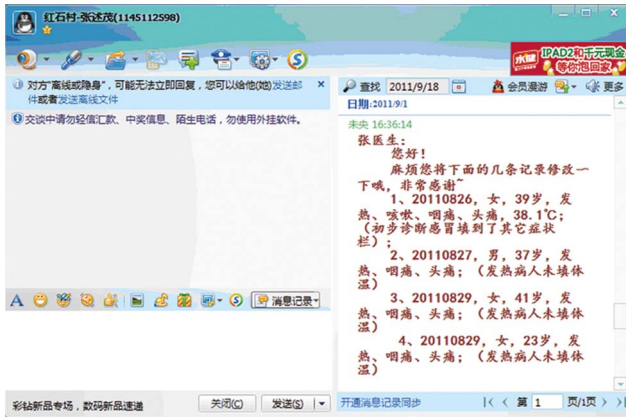 红石村-张述茂(1145112598)
IPAD2和千元现金
等你抱回家
对方"离线或隐身"，可能无法立即回复，您可以给他(她)发送邮
件或者发送离线文件
交谈中请勿轻信汇款、中奖信息、陌生电话，勿使用外挂软件。
消息记录
彩钻新品专场，数码新品速递
关闭(C)
发送(S)
查找 2011/9/18 会员漫游 更多
日期:2011/9/1
未央 16:36:14
张医生：
您好！
麻烦您将下面的几条记录修改一
下哦，非常感谢~
1、20110826，女，39岁，发
热、咳嗽、咽痛、头痛，38.1℃；
（初步诊断感冒填到了其它症状
栏）；
2、20110827，男，37岁，发
热、咽痛、头痛；（发热病人未填体
温）
3、20110829，女，41岁，发
热、咽痛、头痛；（发热病人未填体
温）
4、20110829，女，23岁，发
热、咽痛、头痛；（发热病人未填体
温）
开通消息记录同步
第 1 页/1页